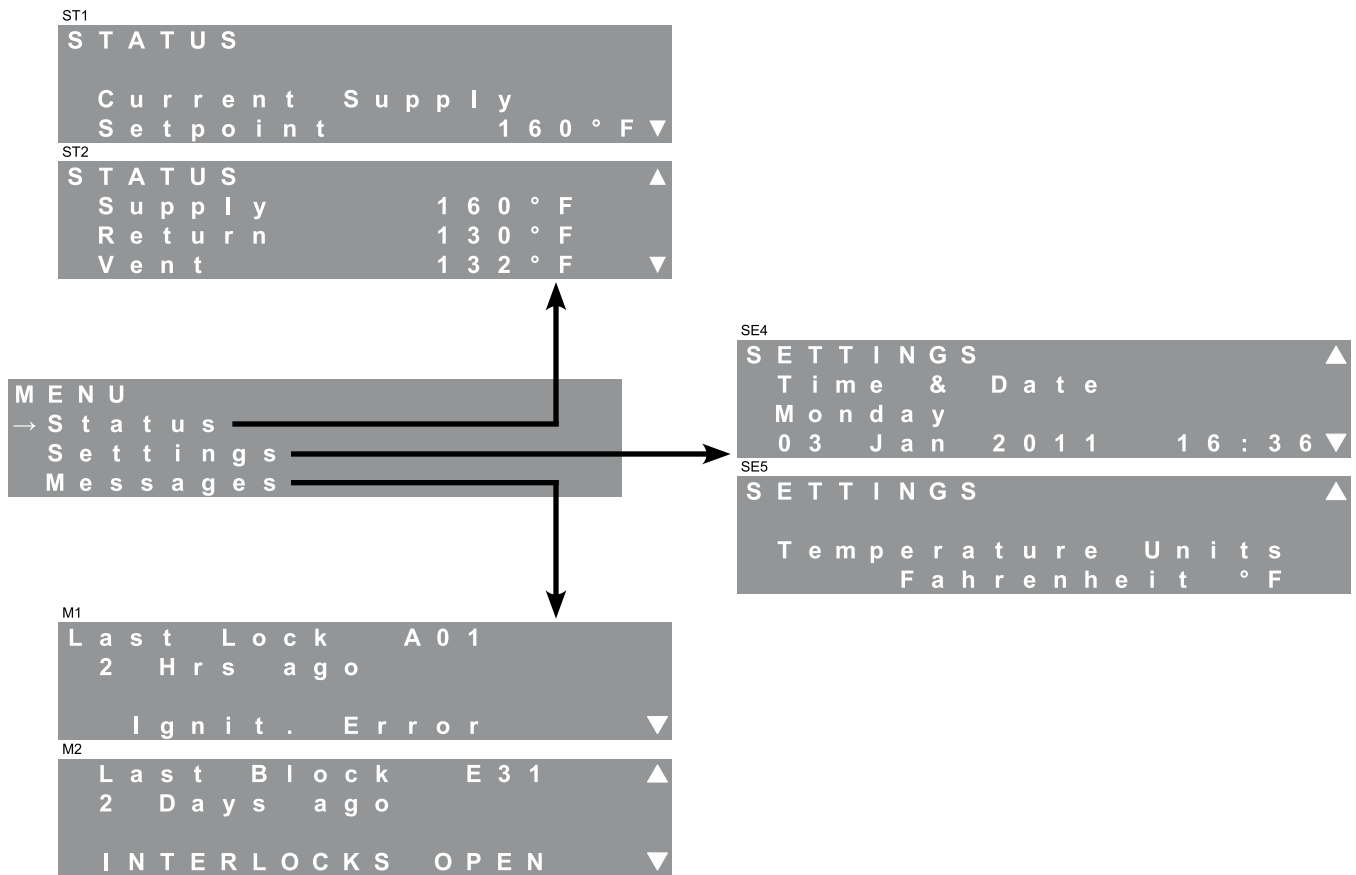 ST1
STATUS
Current Supply
Setpoint 160°F▼
ST2
STATUS ▲
Supply 160°F
Return 130°F
Vent 132°F ▼
MENU
→Status
Settings
Messages
SE4
SETTINGS ▲
Time & Date
Monday
03 Jan 2011 16:36▼
SE5
SETTINGS ▲
Temperature Units
Fahrenheit °F
M1
Last Lock A01
2 Hrs ago
Ignit. Error ▼
M2
Last Block E31 ▲
2 Days ago
INTERLOCKS OPEN ▼